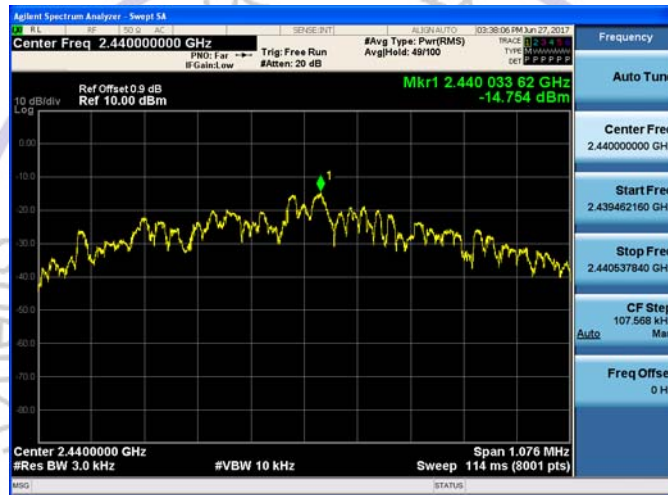 Agilent Spectrum Analyzer - Swept SA
RL RF 50 Ω AC SENSE:INT ALIGNAUTO 03:38:06 PM Jun 27, 2017
Center Freq 2.440000000 GHz
PNO: Far
IFGain:Low
Trig: Free Run
#Atten: 20 dB
#Avg Type: Pwr(RMS)
Avg|Hold: 49/100
TRACE 1 2 3 4 5 6
TYPE M
DET P P P P P P
Frequency
Auto Tun
Mkr1 2.440 033 62 GHz
-14.754 dBm
Ref Offset 0.9 dB
Ref 10.00 dBm
10 dB/div
Log
0.00
-10.0
-20.0
-30.0
-40.0
-50.0
-60.0
-70.0
-80.0
1
Center Fre
2.440000000 GH
Start Fre
2.439462160 GH
Stop Fre
2.440537840 GH
CF Ste
107.568 kH
Auto Ma
Freq Offse
0 H
Center 2.4400000 GHz
Span 1.076 MHz
#Res BW 3.0 kHz
#VBW 10 kHz
Sweep 114 ms (8001 pts)
MSG
STATUS